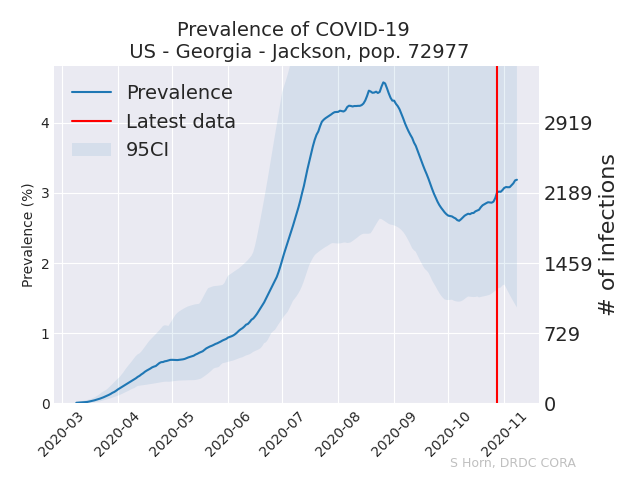 Prevalence of COVID-19
US - Georgia - Jackson, pop. 72977
Prevalence
Latest data
95CI
Prevalence (%)
4
3
2
1
0
2919
2189
1459
729
0
# of infections
2020-03
2020-04
2020-05
2020-06
2020-07
2020-08
2020-09
2020-10
2020-11
S Horn, DRDC CORA